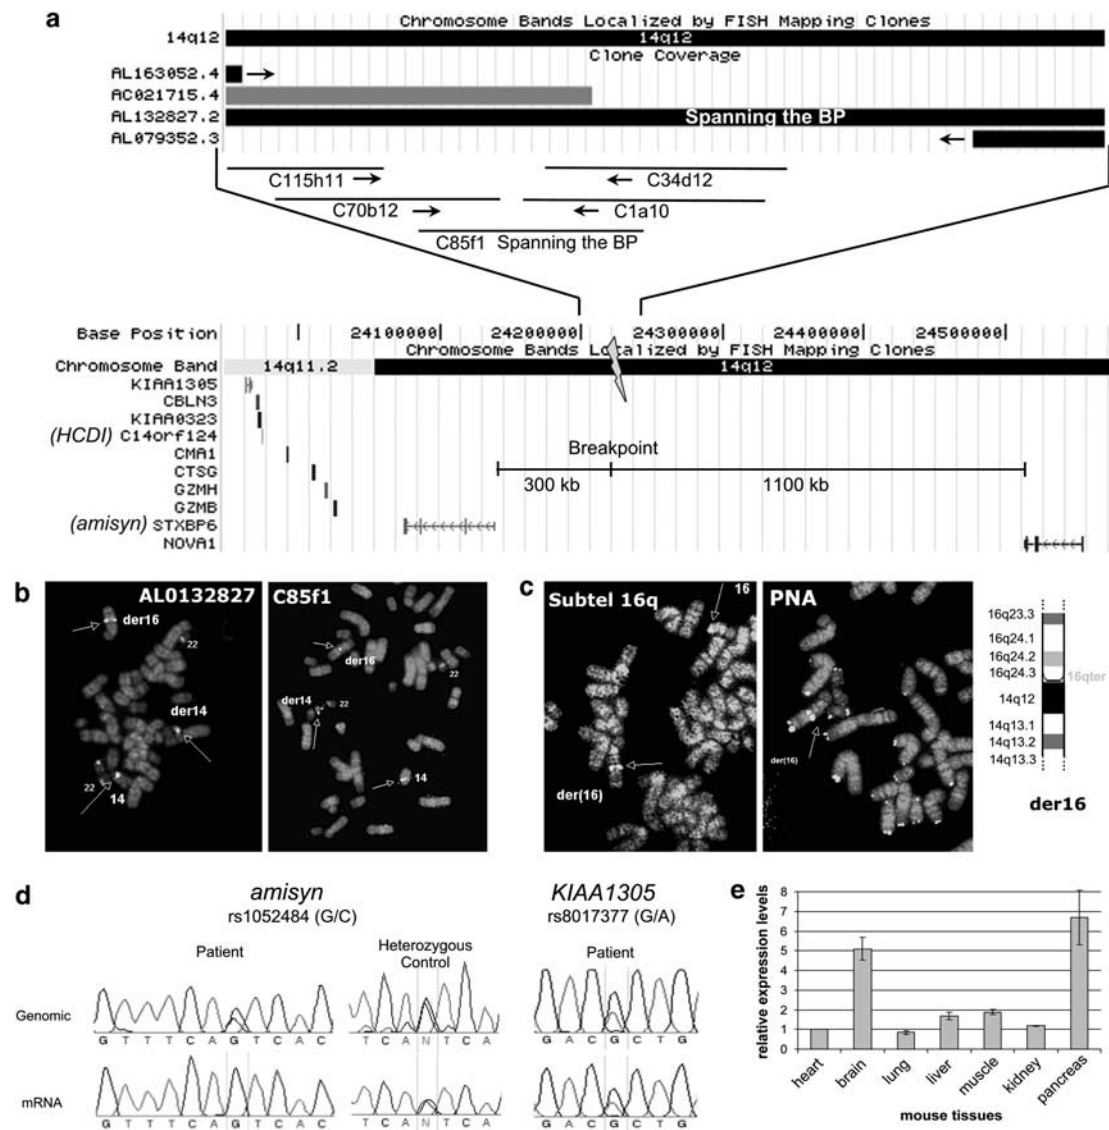 a
Chromosome Bands Localized by FISH Mapping Clones
14q12 14q12
Clone Coverage
AL163052.4
AC021715.4
AL132827.2 Spanning the BP
AL079352.3
C115h11 C34d12
C70b12 C1a10
C85f1 Spanning the BP
Base Position 24100000 24200000 24300000 24400000 24500000
Chromosome Bands Localized by FISH Mapping Clones
Chromosome Band 14q11.2 14q12
KIAA1305
CBLN3
KIAA0323
(HCDI) C14orf124
CMA1
Breakpoint
CTSG
300 kb 1100 kb
GZMH
GZMB
(amisyn) STXBP6
NOVA1
b
AL0132827
der16
22
der14
22
14
C85f1
der16
22
der14
22
14
c
Subtel 16q
16
der(16)
PNA
der(16)
16q23.3
16q24.1
16q24.2
16q24.3
16qter
14q12
14q13.1
14q13.2
14q13.3
der16
d
amisyn
rs1052484 (G/C)
KIAA1305
rs8017377 (G/A)
Patient
Heterozygous
Control
Patient
Genomic
G T T T C A G T C A C
T C A N T C A
G A C G C T G
mRNA
G T T T C A G T C A C
T C A N T C A
G A C G C T G
e
relative expression levels
8
7
6
5
4
3
2
1
0
heart
brain
lung
liver
muscle
kidney
pancreas
mouse tissues